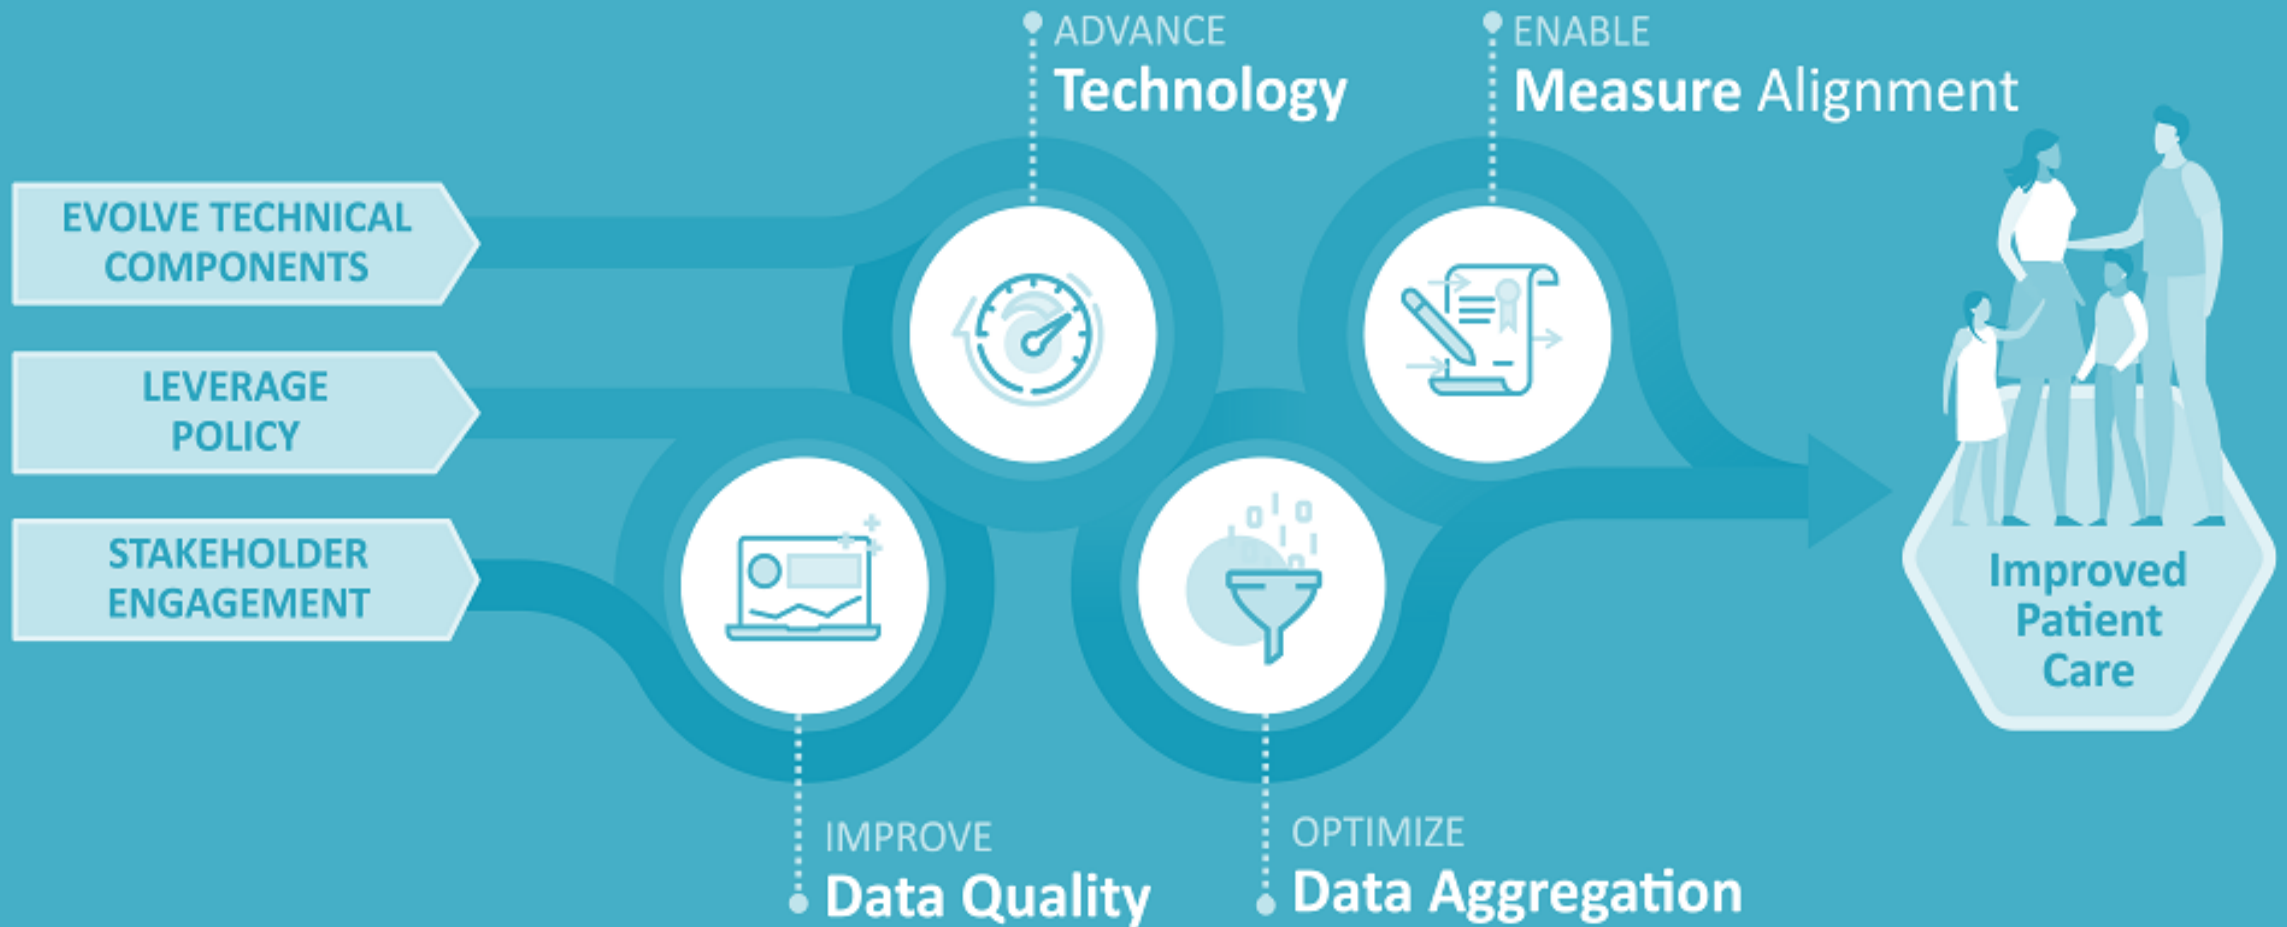 ADVANCE
Technology
ENABLE
Measure Alignment
EVOLVE TECHNICAL
COMPONENTS
LEVERAGE
POLICY
STAKEHOLDER
ENGAGEMENT
IMPROVE
Data Quality
OPTIMIZE
Data Aggregation
Improved
Patient
Care